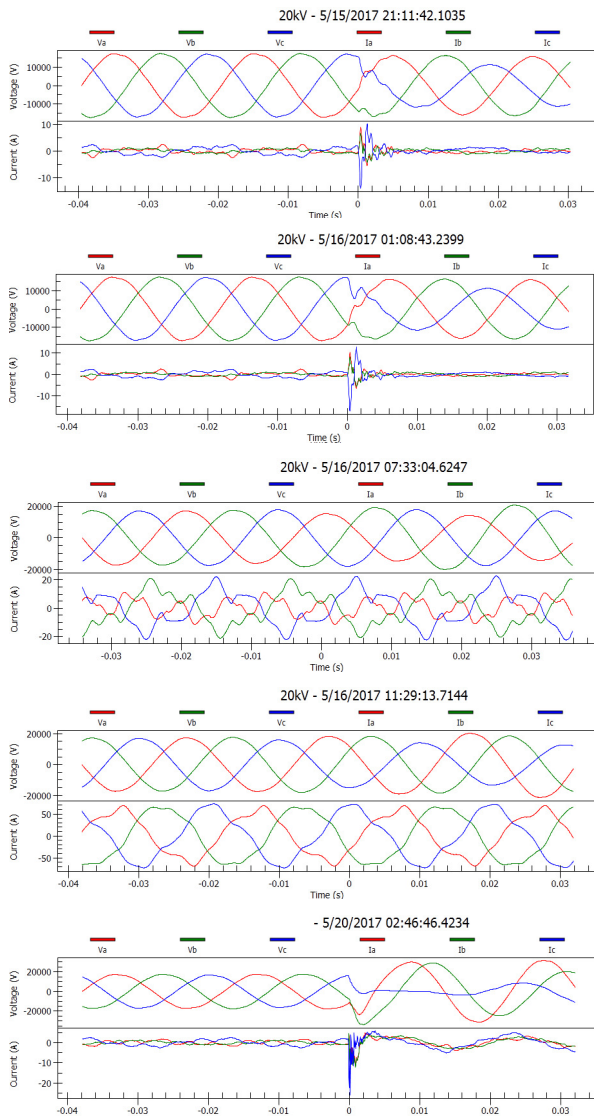 20kV - 5/15/2017 21:11:42.1035
Va Vb Vc Ia Ib Ic
Voltage (V)
10000
0
-10000
Current (A)
10
0
-10
-0.04 -0.03 -0.02 -0.01 0 0.01 0.02 0.03
Time (s)
20kV - 5/16/2017 01:08:43.2399
Va Vb Vc Ia Ib Ic
Voltage (V)
10000
0
-10000
Current (A)
10
0
-10
-0.04 -0.03 -0.02 -0.01 0 0.01 0.02 0.03
Time (s)
20kV - 5/16/2017 07:33:04.6247
Va Vb Vc Ia Ib Ic
Voltage (V)
20000
0
-20000
Current (A)
20
0
-20
-0.03 -0.02 -0.01 0 0.01 0.02 0.03
Time (s)
20kV - 5/16/2017 11:29:13.7144
Va Vb Vc Ia Ib Ic
Voltage (V)
20000
0
-20000
Current (A)
50
0
-50
-0.04 -0.03 -0.02 -0.01 0 0.01 0.02 0.03
Time (s)
- 5/20/2017 02:46:46.4234
Va Vb Vc Ia Ib Ic
Voltage (V)
20000
0
-20000
Current (A)
0
-10
-20
-0.04 -0.03 -0.02 -0.01 0 0.01 0.02 0.03